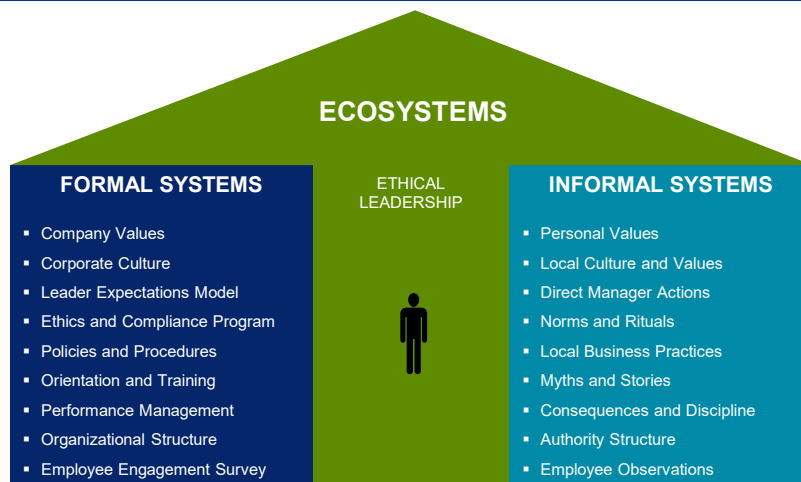 ECOSYSTEMS
FORMAL SYSTEMS
▪ Company Values
▪ Corporate Culture
▪ Leader Expectations Model
▪ Ethics and Compliance Program
▪ Policies and Procedures
▪ Orientation and Training
▪ Performance Management
▪ Organizational Structure
▪ Employee Engagement Survey
ETHICAL
LEADERSHIP
INFORMAL SYSTEMS
▪ Personal Values
▪ Local Culture and Values
▪ Direct Manager Actions
▪ Norms and Rituals
▪ Local Business Practices
▪ Myths and Stories
▪ Consequences and Discipline
▪ Authority Structure
▪ Employee Observations